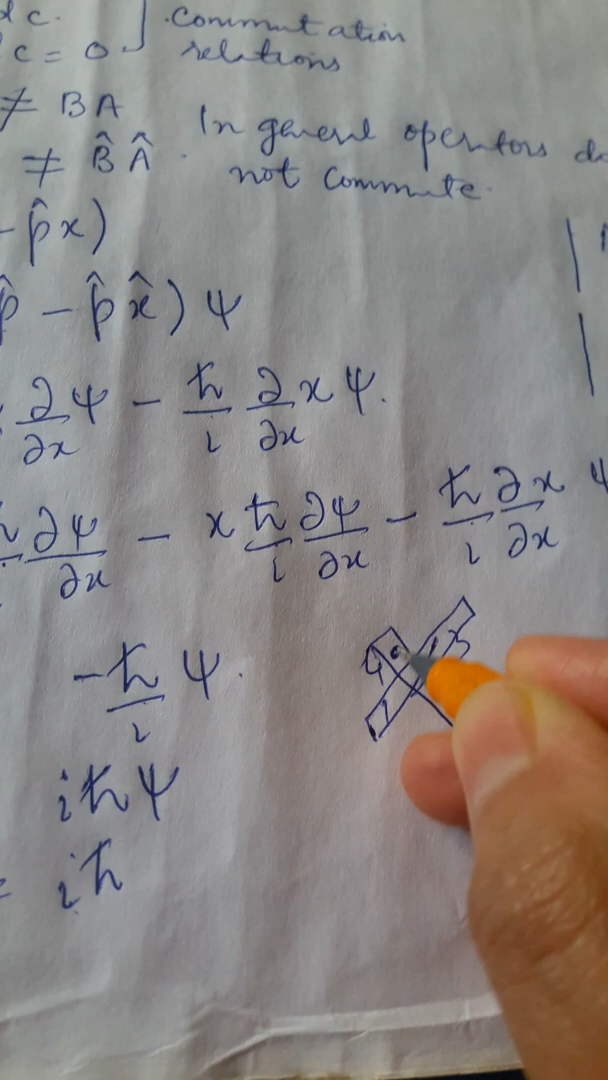 c. ] Commutation
c = 0 relations
≠ BA In general operators do
≠ B̂Â not commute.
- p̂x)
p̂ - p̂x̂)ψ
∂/∂x ψ - ħ/i ∂/∂x xψ.
ħ/i ∂ψ/∂x - x ħ/i ∂ψ/∂x - ħ/i ∂x/∂x ψ
-ħ/i ψ.
iħψ
= iħ